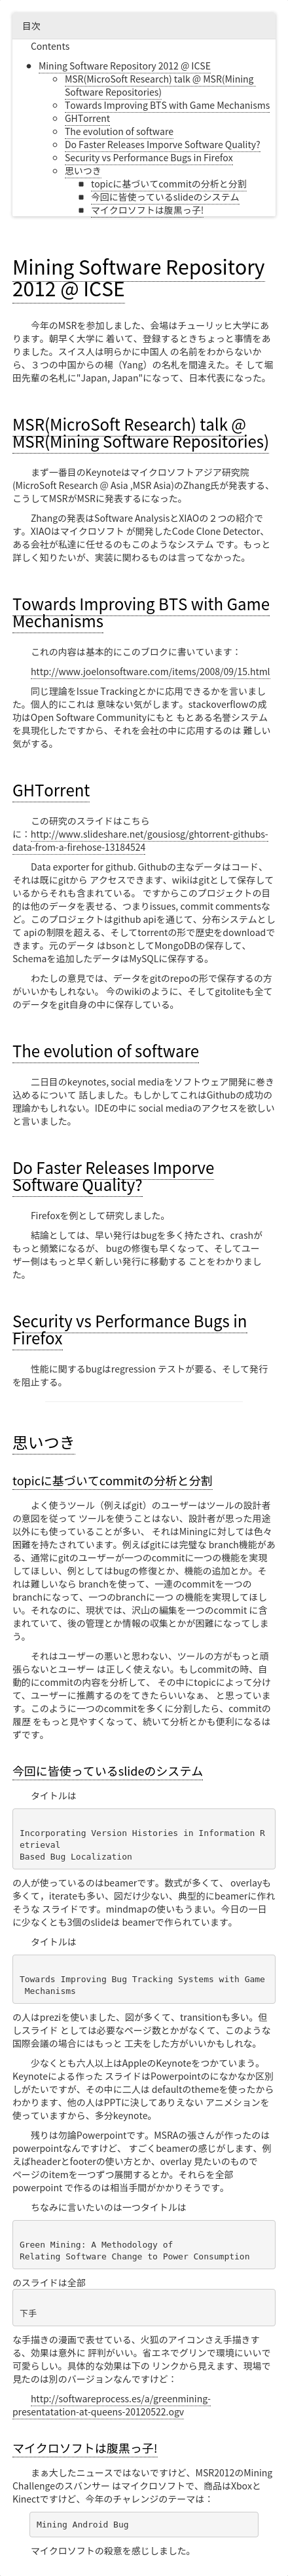 目次
Contents
Mining Software Repository 2012 @ ICSE
MSR(MicroSoft Research) talk @ MSR(Mining
Software Repositories)
Towards Improving BTS with Game Mechanisms
GHTorrent
The evolution of software
Do Faster Releases Imporve Software Quality?
Security vs Performance Bugs in Firefox
思いつき
topicに基づいてcommitの分析と分割
今回に皆使っているslideのシステム
マイクロソフトは腹黒っ子!
Mining Software Repository
2012 @ ICSE
今年のMSRを参加しました、会場はチューリッヒ大学にあ
ります。朝早く大学に 着いて、登録するときちょっと事情をあ
りました。スイス人は明らかに中国人 の名前をわからないか
ら、３つの中国からの楊（Yang）の名札を間違えた。そ して堀
田先輩の名札に"Japan, Japan"になって、日本代表になった。
MSR(MicroSoft Research) talk @
MSR(Mining Software Repositories)
まず一番目のKeynoteはマイクロソフトアジア研究院
(MicroSoft Research @ Asia ,MSR Asia)のZhang氏が発表する、
こうしてMSRがMSRに発表するになった。
Zhangの発表はSoftware AnalysisとXIAOの２つの紹介で
す。XIAOはマイクロソフト が開発したCode Clone Detector、
ある会社が私達に任せるのもこのようなシステム です。もっと
詳しく知りたいが、実装に関わるものは言ってなかった。
Towards Improving BTS with Game
Mechanisms
これの内容は基本的にこのブロクに書いています：
http://www.joelonsoftware.com/items/2008/09/15.html
同じ理論をIssue Trackingとかに応用できるかを言いまし
た。個人的にこれは 意味ない気がします。stackoverflowの成
功はOpen Software Communityにもと もとある名誉システム
を具現化したですから、それを会社の中に応用するのは 難しい
気がする。
GHTorrent
この研究のスライドはこちら
に：http://www.slideshare.net/gousiosg/ghtorrent-githubs-
data-from-a-firehose-13184524
Data exporter for github. Githubの主なデータはコード、
それは既にgitから アクセスできます、wikiはgitとして保存して
いるからそれも含まれている。 ですからこのプロジェクトの目
的は他のデータを表せる、つまりissues, commit commentsな
ど。このプロジェクトはgithub apiを通じて、分布システムとし
て apiの制限を超える、そしてtorrentの形で歴史をdownloadで
きます。元のデータ はbsonとしてMongoDBの保存して、
Schemaを追加したデータはMySQLに保存する。
わたしの意見では、データをgitのrepoの形で保存するの方
がいいかもしれない。 今のwikiのように、そしてgitoliteも全て
のデータをgit自身の中に保存している。
The evolution of software
二日目のkeynotes, social mediaをソフトウェア開発に巻き
込めるについて 話しました。もしかしてこれはGithubの成功の
理論かもしれない。IDEの中に social mediaのアクセスを欲しい
と言いました。
Do Faster Releases Imporve
Software Quality?
Firefoxを例として研究しました。
結論としては、早い発行はbugを多く持たされ、crashが
もっと頻繁になるが、 bugの修復も早くなって、そしてユー
ザー側はもっと早く新しい発行に移動する ことをわかりまし
た。
Security vs Performance Bugs in
Firefox
性能に関するbugはregression テストが要る、そして発行
を阻止する。
思いつき
topicに基づいてcommitの分析と分割
よく使うツール（例えばgit）のユーザーはツールの設計者
の意図を従って ツールを使うことはない、設計者が思った用途
以外にも使っていることが多い、 それはMiningに対しては色々
困難を持たされています。例えばgitには完璧な branch機能があ
る、通常にgitのユーザーが一つのcommitに一つの機能を実現
してほしい、例としてはbugの修復とか、機能の追加とか。そ
れは難しいなら branchを使って、一連のcommitを一つの
branchになって、一つのbranchに一つ の機能を実現してほし
い。それなのに、現状では、沢山の編集を一つのcommit に含
まれていて、後の管理とか情報の収集とかが困難になってしま
う。
それはユーザーの悪いと思わない、ツールの方がもっと頑
張らないとユーザー は正しく使えない。もしcommitの時、自
動的にcommitの内容を分析して、 その中にtopicによって分け
て、ユーザーに推薦するのをできたらいいなぁ、 と思っていま
す。このように一つのcommitを多くに分割したら、commitの
履歴 をもっと見やすくなって、続いて分析とかも便利になるは
ずです。
今回に皆使っているslideのシステム
タイトルは
Incorporating Version Histories in Information R
etrieval
Based Bug Localization
の人が使っているのはbeamerです。数式が多くて、 overlayも
多くて，iterateも多い、図だけ少ない、典型的にbeamerに作れ
そうな スライドです。mindmapの使いもうまい。今日の一日
に少なくとも3個のslideは beamerで作られています。
タイトルは
Towards Improving Bug Tracking Systems with Game
Mechanisms
の人はpreziを使いました、図が多くて、transitionも多い。但
しスライド としては必要なページ数とかがなくて、このような
国際会議の場合にはもっと 工夫をした方がいいかもしれな。
少なくとも六人以上はAppleのKeynoteをつかていまう。
Keynoteによる作った スライドはPowerpointのになかなか区別
しがたいですが、その中に二人は defaultのthemeを使ったから
わかります、他の人はPPTに決してありえない アニメションを
使っていますから、多分keynote。
残りは勿論Powerpointです。MSRAの張さんが作ったのは
powerpointなんですけど、 すごくbeamerの感じがします、例
えばheaderとfooterの使い方とか、overlay 見たいのもので
ページのitemを一つずつ展開するとか。それらを全部
powerpoint で作るのは相当手間がかかりそうです。
ちなみに言いたいのは一つタイトルは
Green Mining: A Methodology of
Relating Software Change to Power Consumption
のスライドは全部
下手
な手描きの漫画で表せている、火狐のアイコンさえ手描きす
る、効果は意外に 評判がいい。省エネでグリンで環境にいいで
可愛らしい。具体的な効果は下の リンクから見えます、現場で
見たのは別のバージョンなんですけど：
http://softwareprocess.es/a/greenmining-
presentatation-at-queens-20120522.ogv
マイクロソフトは腹黒っ子!
まぁ大したニュースではないですけど、MSR2012のMining
Challengeのスバンサー はマイクロソフトで、商品はXboxと
Kinectですけど、今年のチャレンジのテーマは：
Mining Android Bug
マイクロソフトの殺意を感じしました。